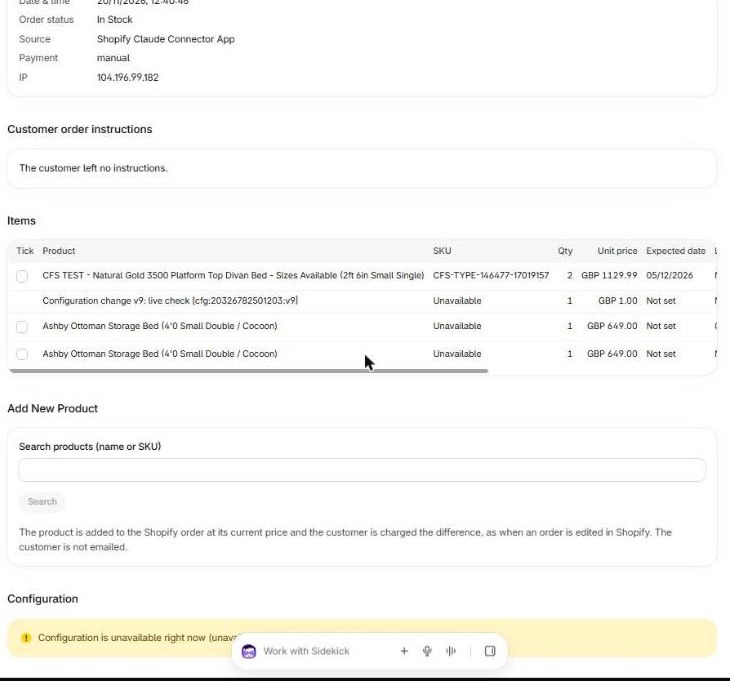 Date & time 20/11/2026, 12:40:48
Order status In Stock
Source Shopify Claude Connector App
Payment manual
IP 104.196.99.182
Customer order instructions
The customer left no instructions.
Items
Tick Product SKU Qty Unit price Expected date
CFS TEST - Natural Gold 3500 Platform Top Divan Bed - Sizes Available (2ft 6in Small Single) CFS-TYPE-146477-17019157 2 GBP 1129.99 05/12/2026
Configuration change v9: live check [cfg:20326782501203:v9] Unavailable 1 GBP 1.00 Not set
Ashby Ottoman Storage Bed (4'0 Small Double / Cocoon) Unavailable 1 GBP 649.00 Not set
Ashby Ottoman Storage Bed (4'0 Small Double / Cocoon) Unavailable 1 GBP 649.00 Not set
Add New Product
Search products (name or SKU)
Search
The product is added to the Shopify order at its current price and the customer is charged the difference, as when an order is edited in Shopify. The
customer is not emailed.
Configuration
Configuration is unavailable right now
Work with Sidekick